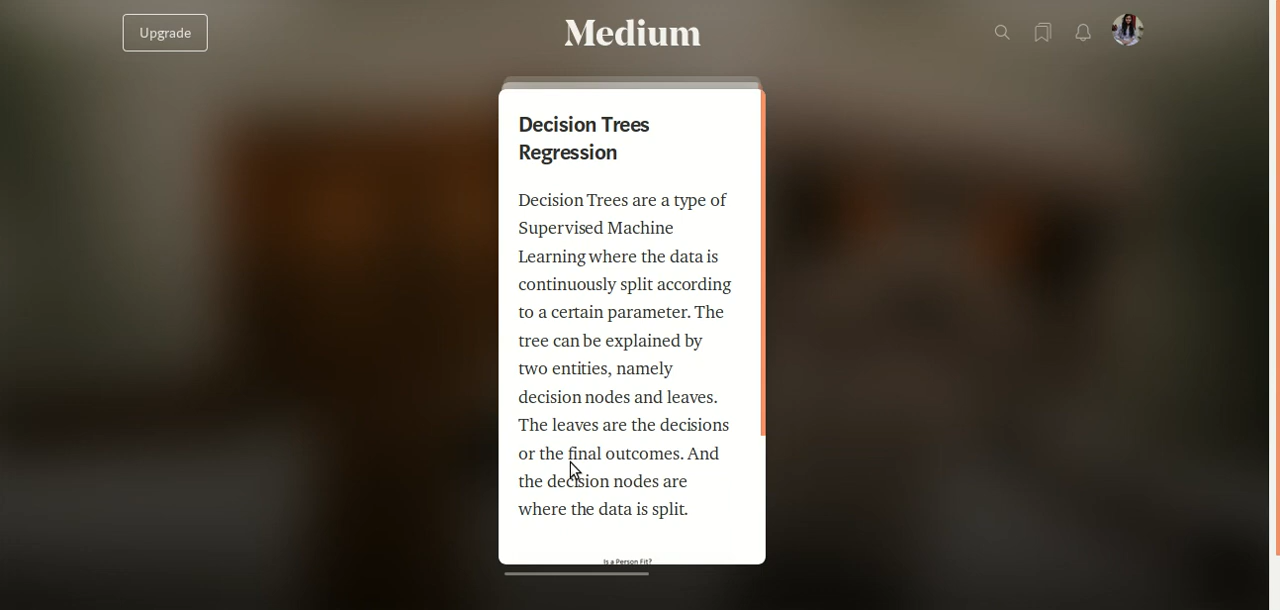 Upgrade
Medium
Decision Trees
Regression
Decision Trees are a type of
Supervised Machine
Learning where the data is
continuously split according
to a certain parameter. The
tree can be explained by
two entities, namely
decision nodes and leaves.
The leaves are the decisions
or the final outcomes. And
the decision nodes are
where the data is split.
Is a Person Fit?